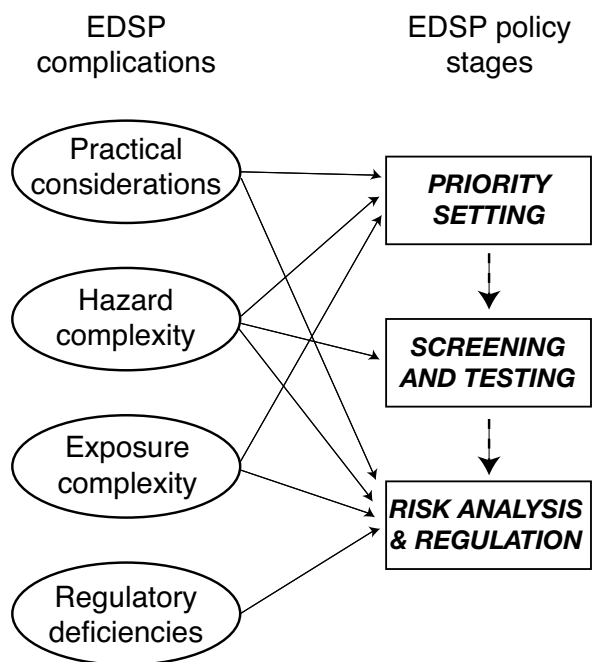 EDSP
complications
EDSP policy
stages
Practical
considerations
PRIORITY
SETTING
Hazard
complexity
SCREENING
AND TESTING
Exposure
complexity
RISK ANALYSIS
& REGULATION
Regulatory
deficiencies